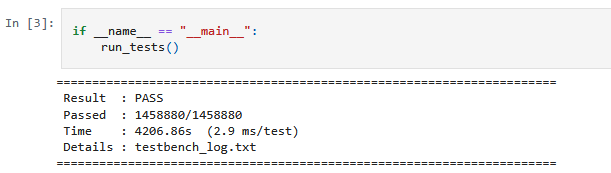 In [3]:
if __name__ == "__main__":
    run_tests()
======================================================================
Result  : PASS
Passed  : 1458880/1458880
Time    : 4206.86s  (2.9 ms/test)
Details : testbench_log.txt
======================================================================